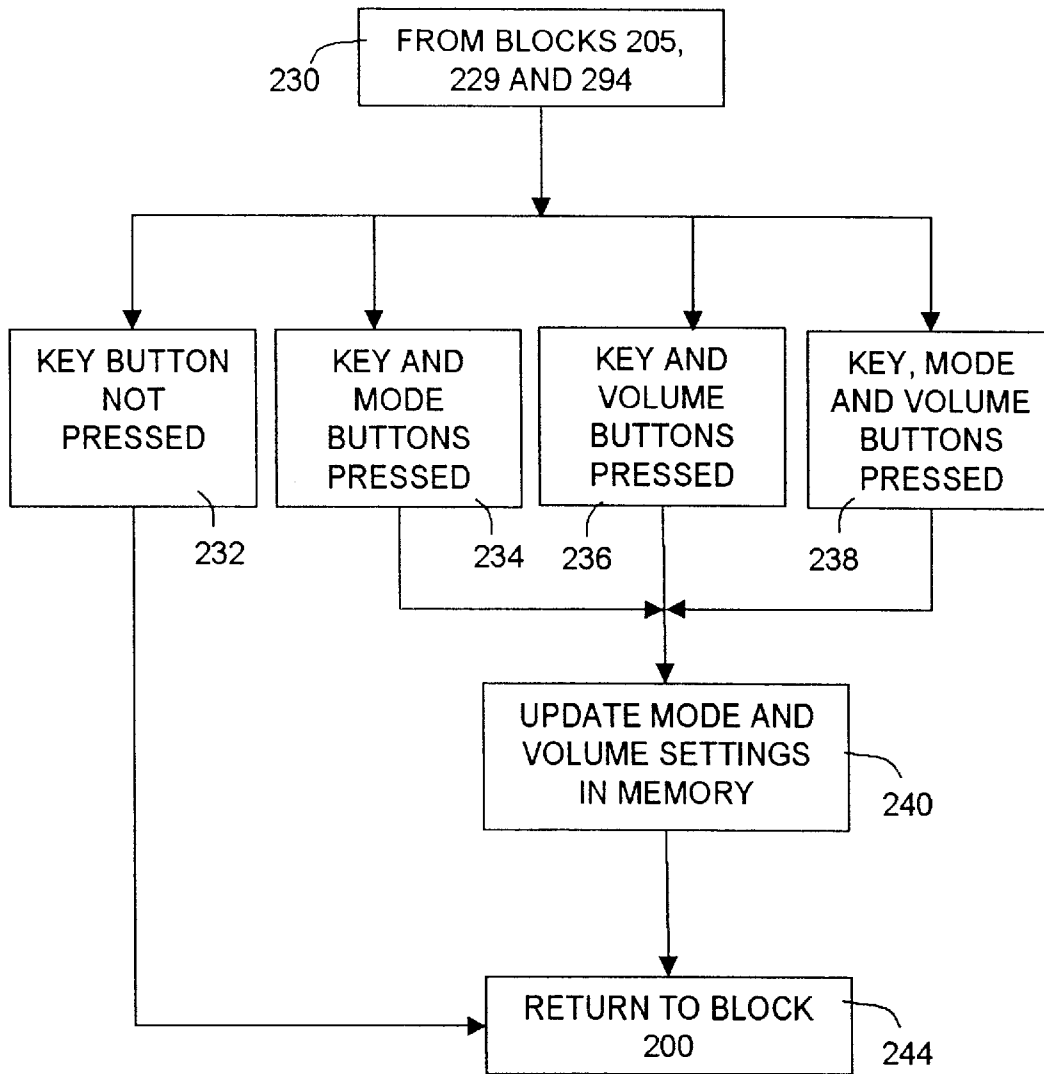 FROM BLOCKS 205,
229 AND 294
230
KEY BUTTON
NOT
PRESSED
232
KEY AND
MODE
BUTTONS
PRESSED
234
KEY AND
VOLUME
BUTTONS
PRESSED
236
KEY, MODE
AND VOLUME
BUTTONS
PRESSED
238
UPDATE MODE AND
VOLUME SETTINGS
IN MEMORY
240
RETURN TO BLOCK
200
244